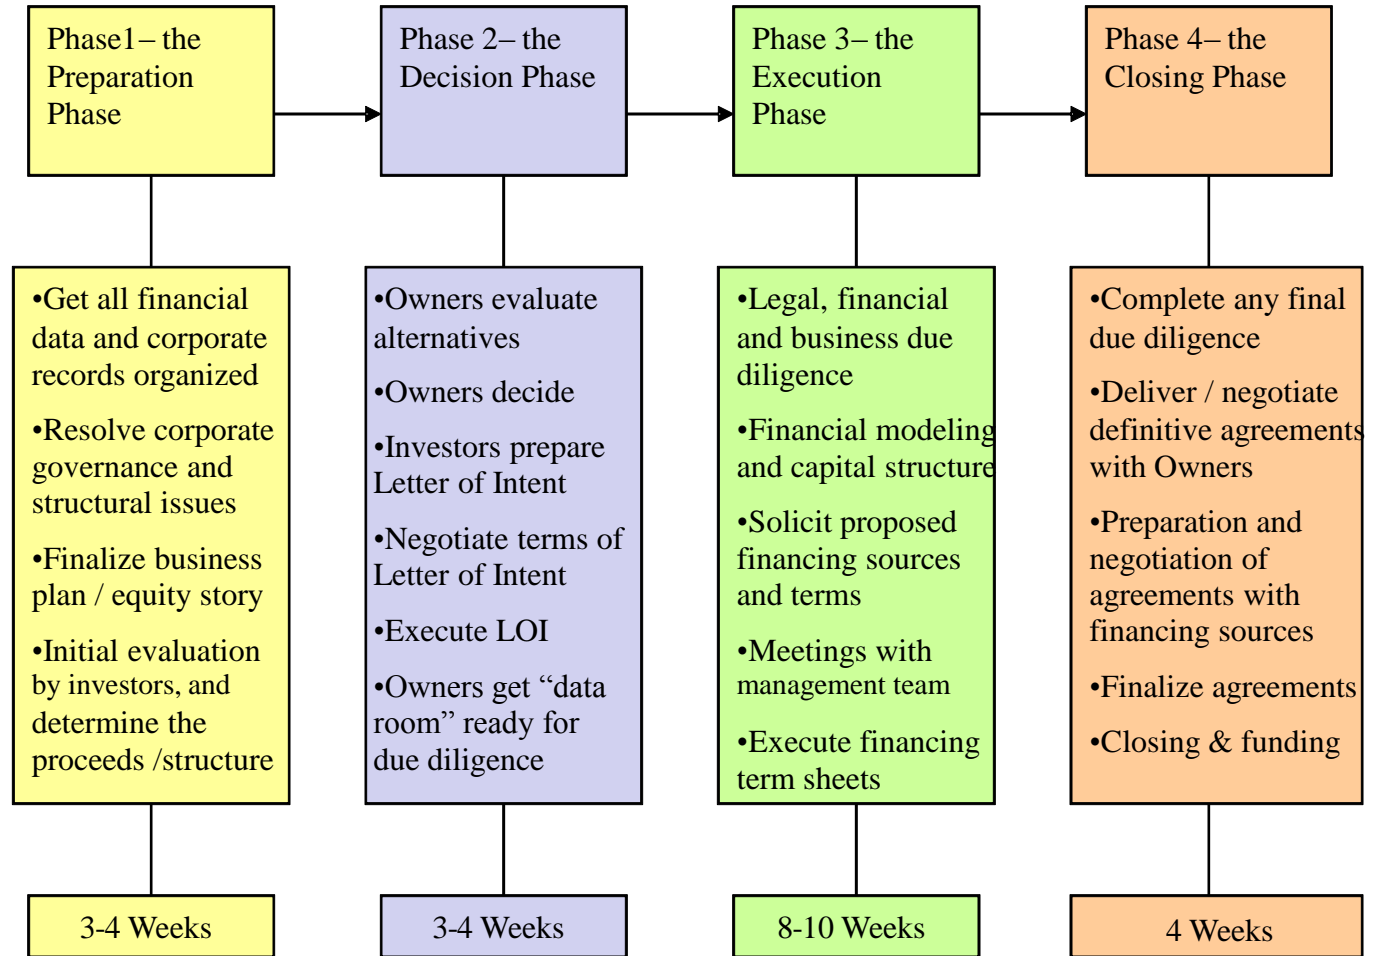 Phase1– the
Preparation
Phase
Phase 2– the
Decision Phase
Phase 3– the
Execution
Phase
Phase 4– the
Closing Phase
•Get all financial
data and corporate
records organized
•Resolve corporate
governance and
structural issues
•Finalize business
plan / equity story
•Initial evaluation
by investors, and
determine the
proceeds /structure
•Owners evaluate
alternatives
•Owners decide
•Investors prepare
Letter of Intent
•Negotiate terms of
Letter of Intent
•Execute LOI
•Owners get “data
room” ready for
due diligence
•Legal, financial
and business due
diligence
•Financial modeling
and capital structure
•Solicit proposed
financing sources
and terms
•Meetings with
management team
•Execute financing
term sheets
•Complete any final
due diligence
•Deliver / negotiate
definitive agreements
with Owners
•Preparation and
negotiation of
agreements with
financing sources
•Finalize agreements
•Closing & funding
3-4 Weeks
3-4 Weeks
8-10 Weeks
4 Weeks